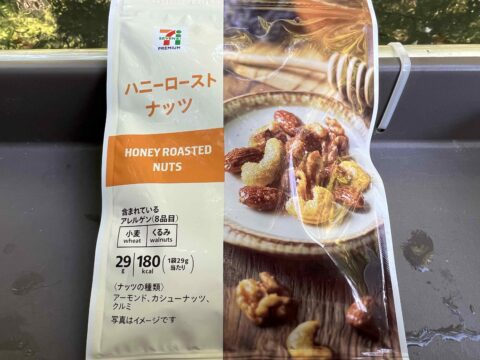 SEVEN
PREMIUM
ハニーロースト
ナッツ
HONEY ROASTED
NUTS
含まれている
アレルゲン(8品目)
小麦 くるみ
wheat walnuts
29g 180kcal (1袋29g当たり)
〈ナッツの種類〉
アーモンド、カシューナッツ、
クルミ
写真はイメージです